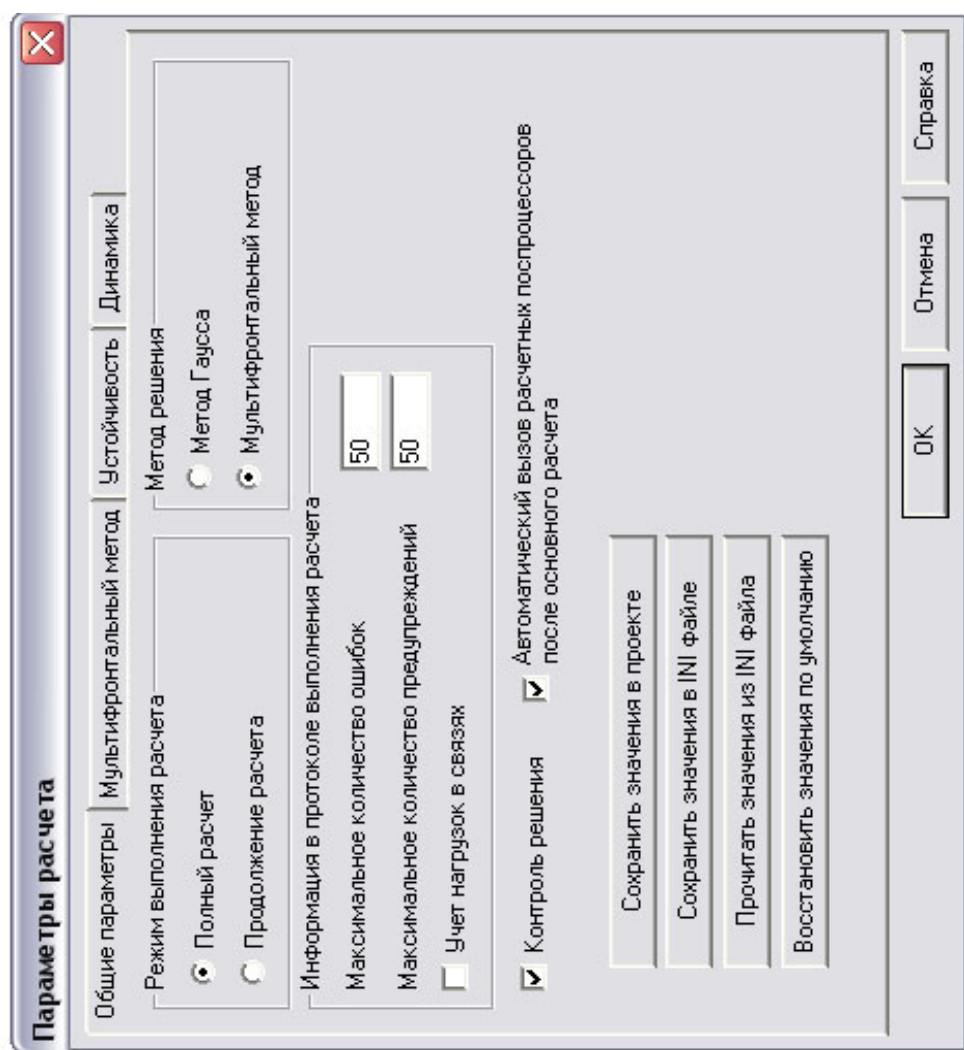 Параметры расчета
Общие параметры
Мультифронтальный метод
Устойчивость
Динамика
Режим выполнения расчета
Полный расчет
Продолжение расчета
Метод решения
Метод Гаусса
Мультифронтальный метод
Информация в протоколе выполнения расчета
Максимальное количество ошибок
50
Максимальное количество предупреждений
50
Учет нагрузок в связях
Контроль решения
Автоматический вызов расчетных поспроцессоров
после основного расчета
Сохранить значения в проекте
Сохранить значения в INI файле
Прочитать значения из INI файла
Восстановить значения по умолчанию
OK
Отмена
Справка